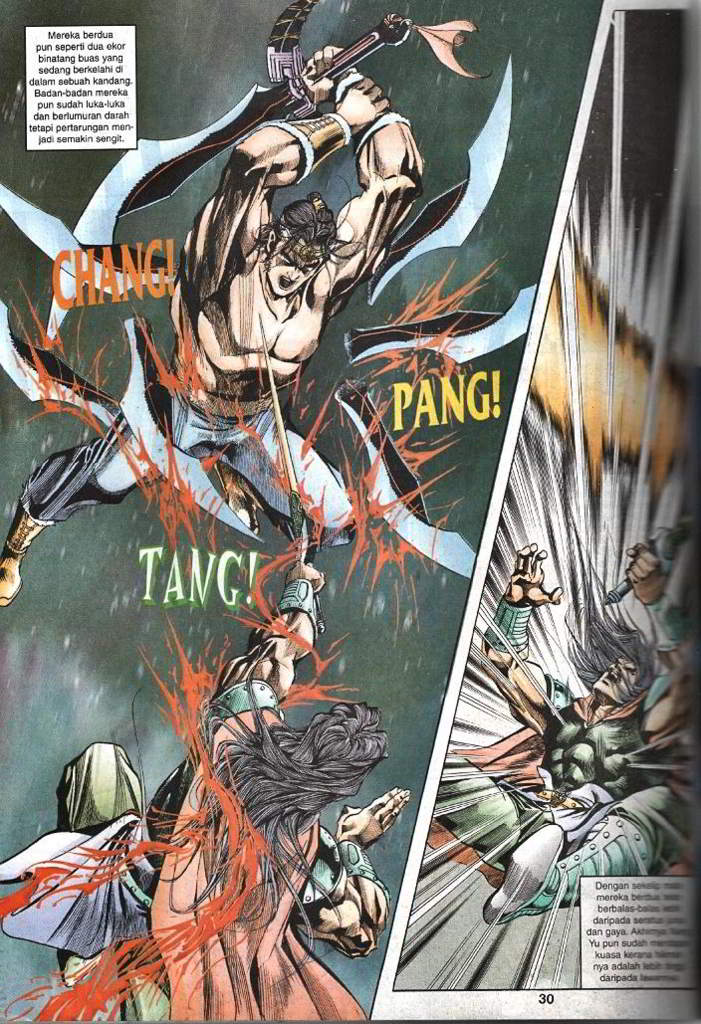 Mereka berdua
pun seperti dua ekor
binatang buas yang
sedang berkelahi di
dalam sebuah kandang.
Badan-badan mereka
pun sudah luka-luka
dan berlumuran darah
tetapi pertarungan men-
jadi semakin sengit.
CHANG!
PANG!
TANG!
Dengan
mereka berdua
berbalas-balas
daripada
dan gaya.
Yu pun sudah
kuasa kerana
nya adalah lebih
daripada
30